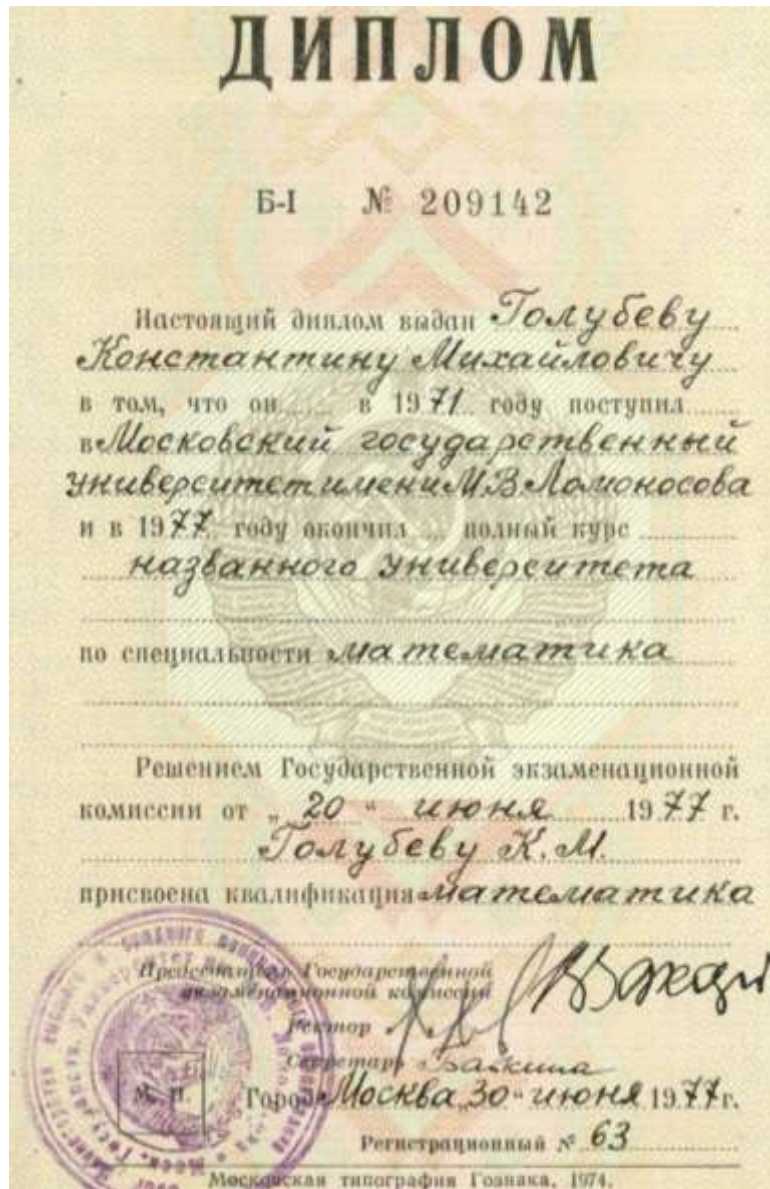 ДИПЛОМ
Б-I № 209142
Настоящий диплом выдан Голубеву
Константину Михайловичу
в том, что он в 1971 году поступил
в Московский государственный
университет имени М.В. Ломоносова
и в 1977 году окончил полный курс
названного университета
по специальности математика
Решением Государственной экзаменационной
комиссии от „20“ июня 1977 г.
Голубеву К. М.
присвоена квалификация математика
Председатель Государственной
экзаменационной комиссии
Ректор
Секретарь
М. П.
Город Москва „30“ июня 1977 г.
Регистрационный № 63
Московская типография Гознака, 1974.